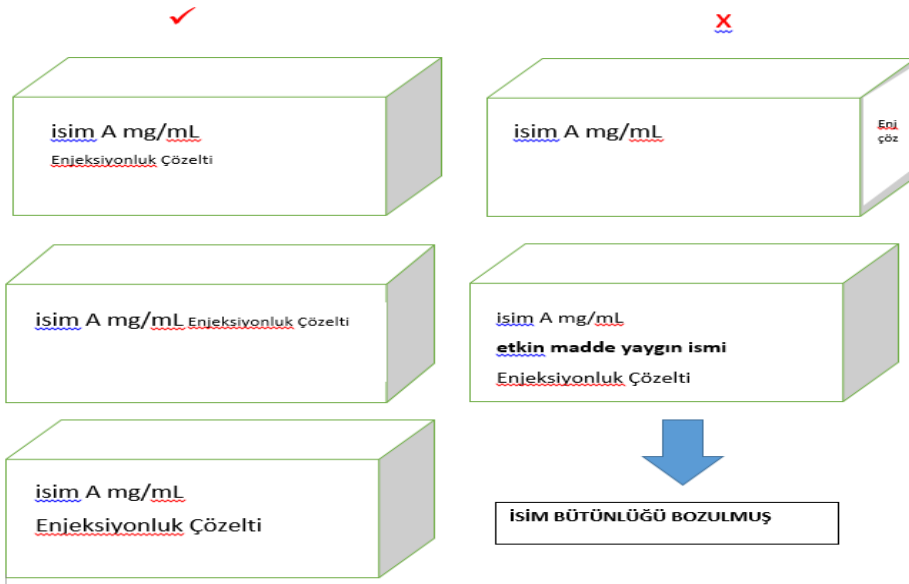 ✓
x
isim A mg/mL
Enjeksiyonluk Çözelti
isim A mg/mL
Enj
çöz
isim A mg/mL Enjeksiyonluk Çözelti
isim A mg/mL
etkin madde yaygın ismi
Enjeksiyonluk Çözelti
isim A mg/mL
Enjeksiyonluk Çözelti
İSİM BÜTÜNLÜĞÜ BOZULMUŞ